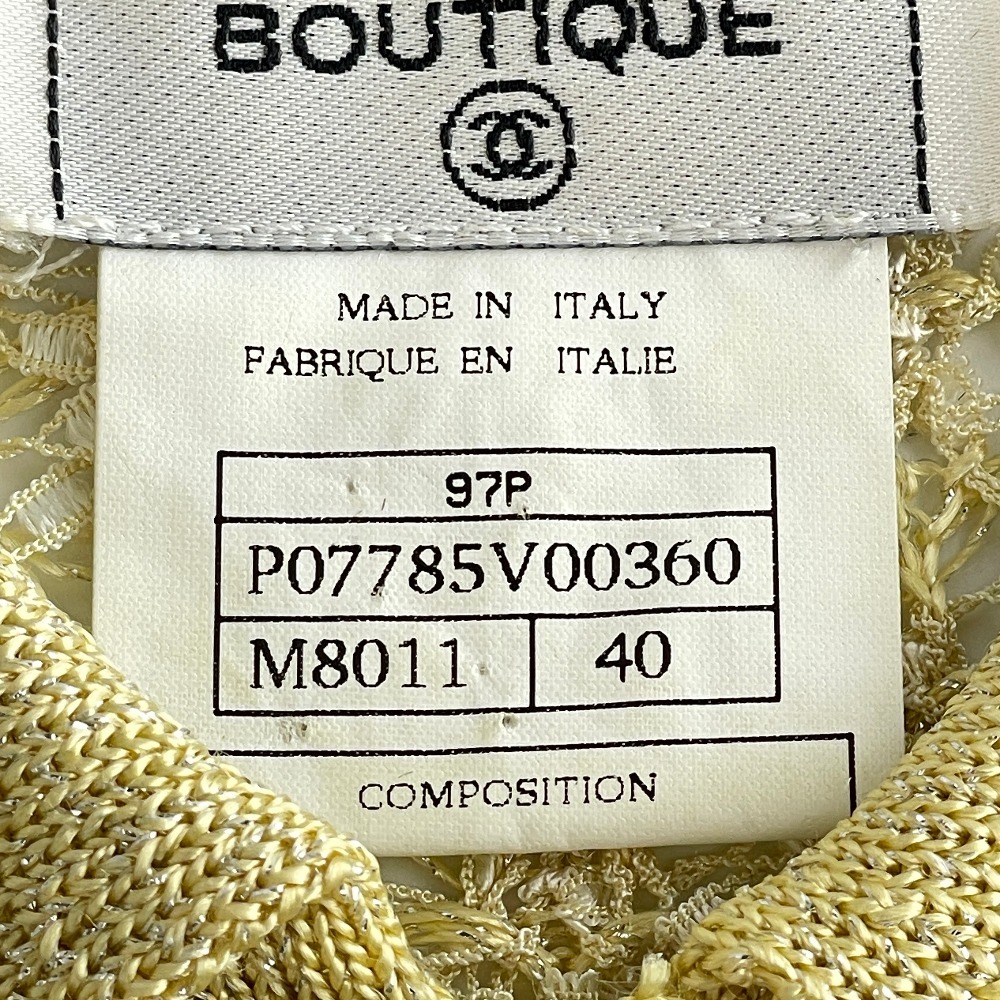 BOUTIQUE
MADE IN ITALY
FABRIQUE EN ITALIE
97P
P07785V00360
M8011 40
COMPOSITION